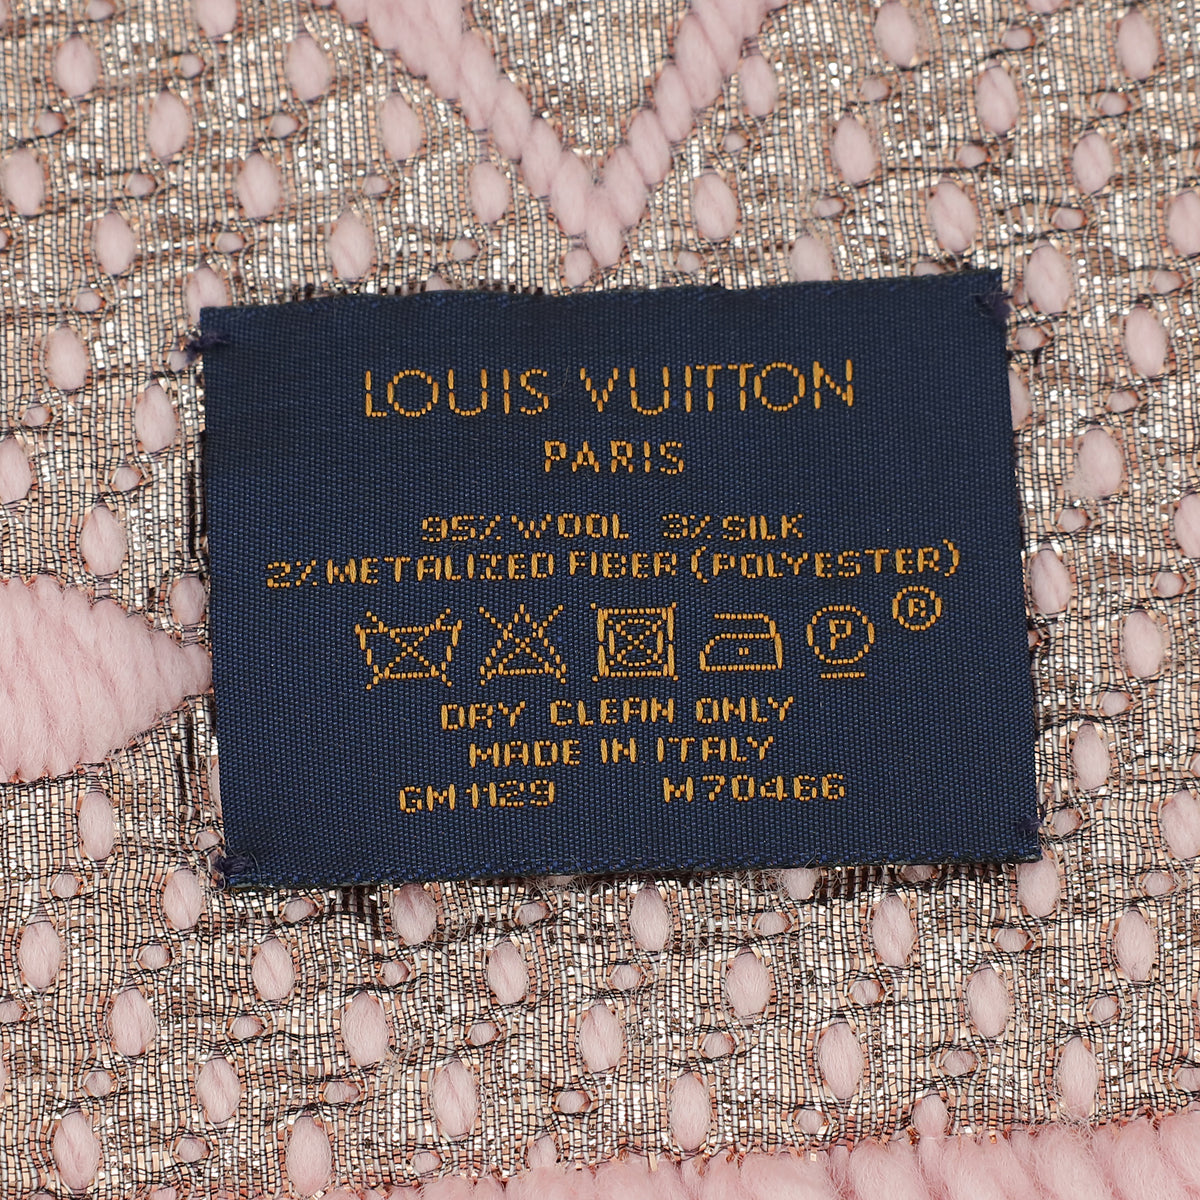 LOUIS VUITTON
PARIS
95% WOOL 3% SILK
2% METALIZED FIBER (POLYESTER)
P ®
DRY CLEAN ONLY
MADE IN ITALY
GM1129 M70466